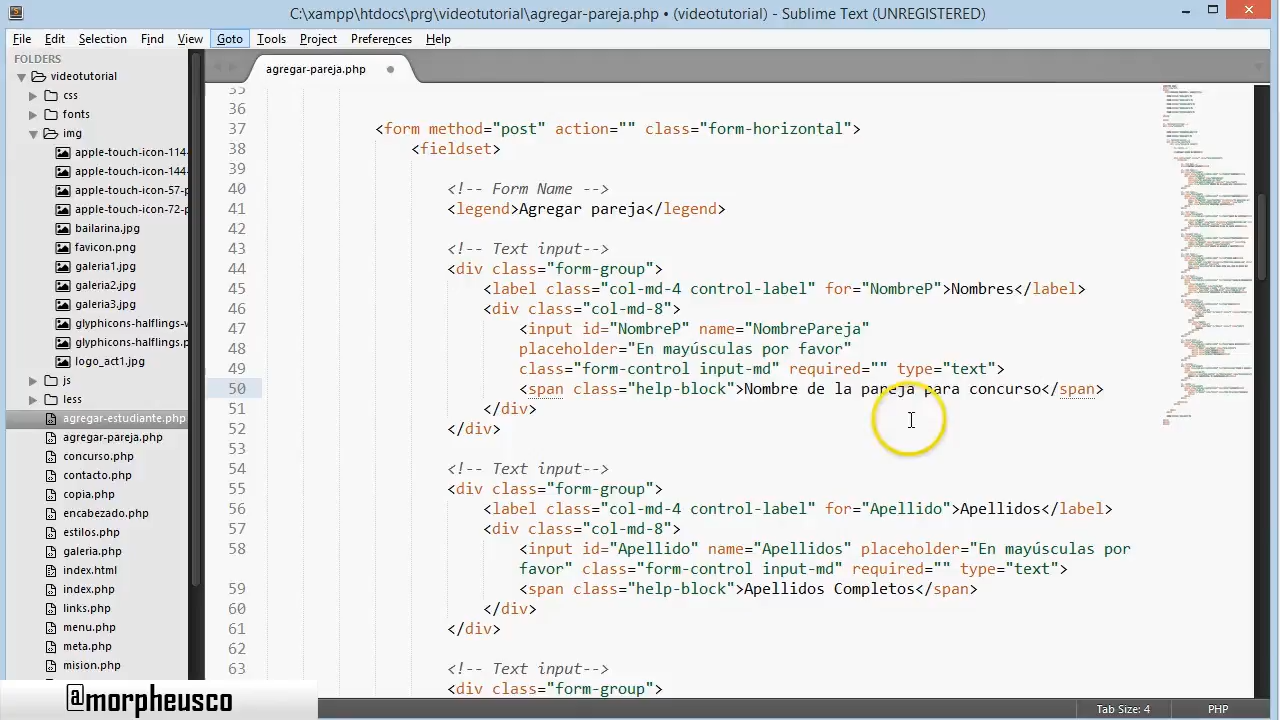 C:\xampp\htdocs\prg\videotutorial\agregar-pareja.php • (videotutorial) - Sublime Text (UNREGISTERED)
File Edit Selection Find View Goto Tools Project Preferences Help
FOLDERS
videotutorial
css
fonts
img
apple-touch-icon-114-
apple-touch-icon-144-
apple-touch-icon-57-p
apple-touch-icon-72-p
favicon.png
galeria1.jpg
galeria2.jpg
galeria3.jpg
glyphicons-halflings-w
glyphicons-halflings.p
logo_act1.jpg
js
less
agregar-estudiante.php
agregar-pareja.php
concurso.php
contacto.php
copia.php
encabezado.php
estilos.php
galeria.php
index.html
index.php
links.php
menu.php
meta.php
mision.php
@morpheusco
agregar-pareja.php
35
36
37 <form method="post" action="" class="form-horizontal">
38 <fieldset>
39
40 <!-- Form Name -->
41 <legend>Agregar pareja</legend>
42
43 <!-- Text input-->
44 <div class="form-group">
45 <label class="col-md-4 control-label" for="NombreP">Nombres</label>
46 <div class="col-md-8">
47 <input id="NombreP" name="NombrePareja"
48 placeholder="En mayúsculas por favor"
49 class="form-control input-md" required="" type="text">
50 <span class="help-block">Nombre de la pareja para concurso</span>
51 </div>
52 </div>
53
54 <!-- Text input-->
55 <div class="form-group">
56 <label class="col-md-4 control-label" for="Apellido">Apellidos</label>
57 <div class="col-md-8">
58 <input id="Apellido" name="Apellidos" placeholder="En mayúsculas por
favor" class="form-control input-md" required="" type="text">
59 <span class="help-block">Apellidos Completos</span>
60 </div>
61 </div>
62
63 <!-- Text input-->
<div class="form-group">
Tab Size: 4 PHP